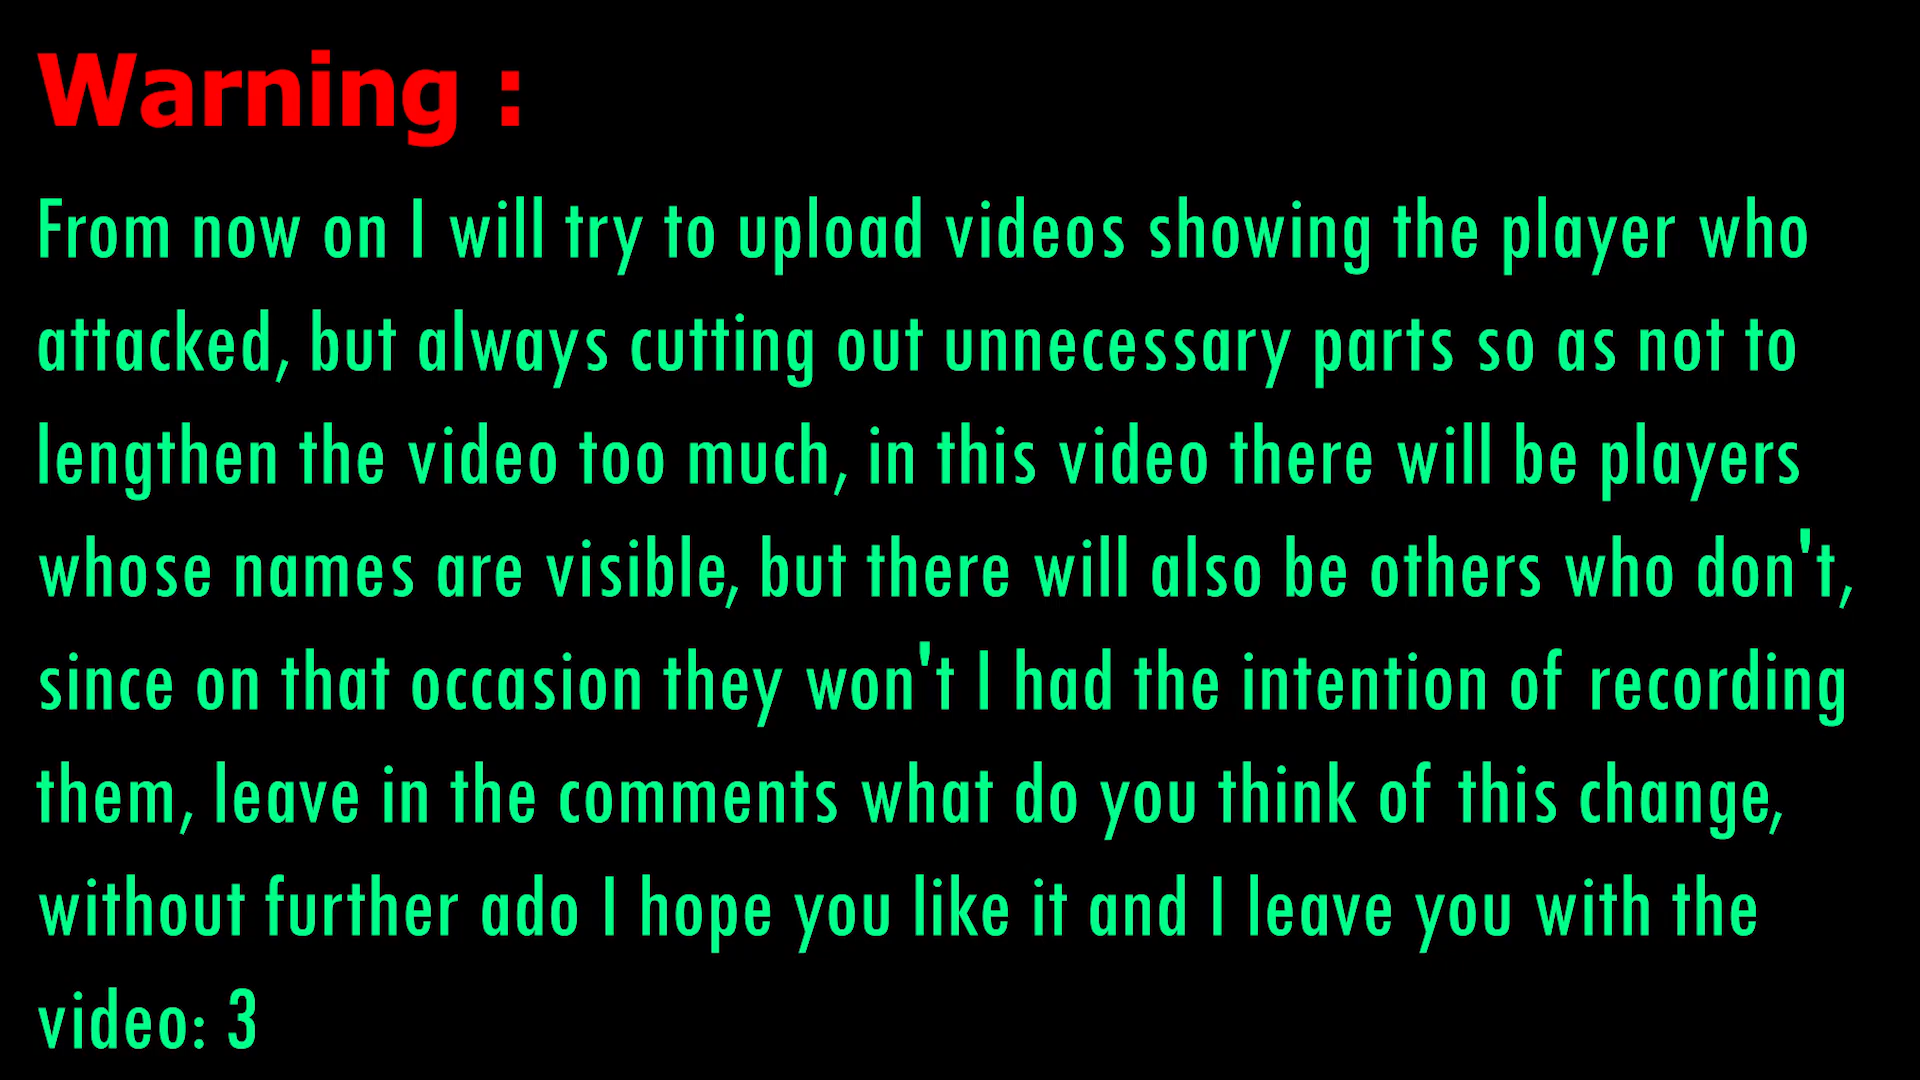 Warning :
From now on I will try to upload videos showing the player who
attacked, but always cutting out unnecessary parts so as not to
lengthen the video too much, in this video there will be players
whose names are visible, but there will also be others who don't,
since on that occasion they won't I had the intention of recording
them, leave in the comments what do you think of this change,
without further ado I hope you like it and I leave you with the
video: 3